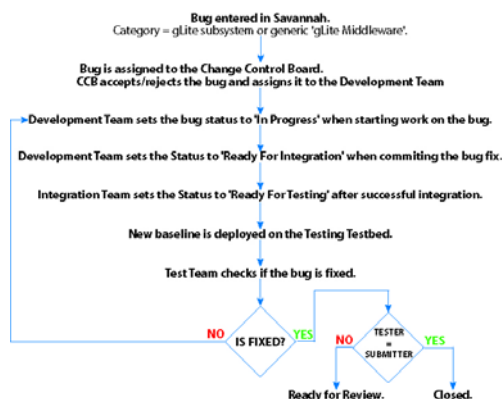 Bug entered in Savannah.
Category = gLite subsystem or generic 'gLite Middleware'.
Bug is assigned to the Change Control Board.
CCB accepts/rejects the bug and assigns it to the Development Team
Development Team sets the bug status to 'In Progress' when starting work on the bug.
Development Team sets the Status to 'Ready For Integration' when commiting the bug fix.
Integration Team sets the Status to 'Ready For Testing' after successful integration.
New baseline is deployed on the Testing Testbed.
Test Team checks if the bug is fixed.
NO
IS FIXED?
YES
NO
TESTER
=
SUBMITTER
YES
Ready for Review.
Closed.